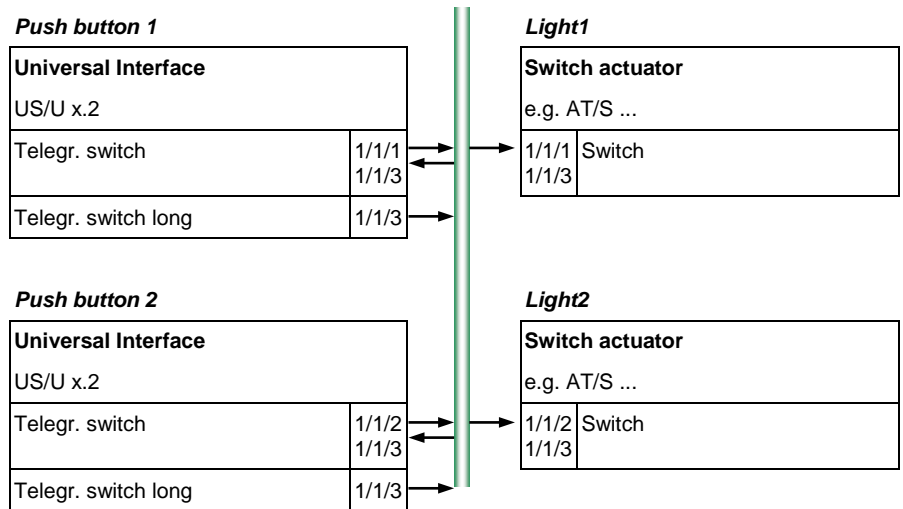 Push button 1
Universal Interface
US/U x.2
Telegr. switch 1/1/1
1/1/3
Telegr. switch long 1/1/3
Light1
Switch actuator
e.g. AT/S ...
1/1/1 Switch
1/1/3
Push button 2
Universal Interface
US/U x.2
Telegr. switch 1/1/2
1/1/3
Telegr. switch long 1/1/3
Light2
Switch actuator
e.g. AT/S ...
1/1/2 Switch
1/1/3